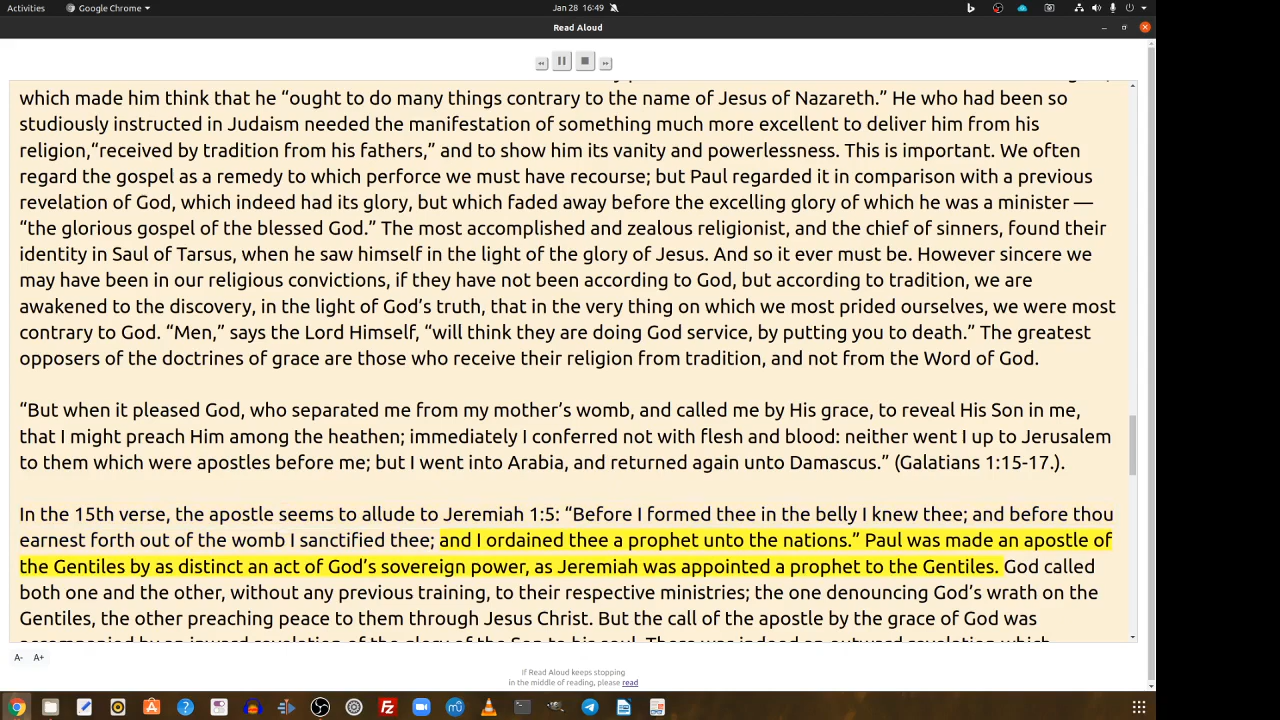 Activities
Google Chrome
Jan 28 16:49
Read Aloud
which made him think that he “ought to do many things contrary to the name of Jesus of Nazareth.” He who had been so
studiously instructed in Judaism needed the manifestation of something much more excellent to deliver him from his
religion,“received by tradition from his fathers,” and to show him its vanity and powerlessness. This is important. We often
regard the gospel as a remedy to which perforce we must have recourse; but Paul regarded it in comparison with a previous
revelation of God, which indeed had its glory, but which faded away before the excelling glory of which he was a minister —
“the glorious gospel of the blessed God.” The most accomplished and zealous religionist, and the chief of sinners, found their
identity in Saul of Tarsus, when he saw himself in the light of the glory of Jesus. And so it ever must be. However sincere we
may have been in our religious convictions, if they have not been according to God, but according to tradition, we are
awakened to the discovery, in the light of God’s truth, that in the very thing on which we most prided ourselves, we were most
contrary to God. “Men,” says the Lord Himself, “will think they are doing God service, by putting you to death.” The greatest
opposers of the doctrines of grace are those who receive their religion from tradition, and not from the Word of God.
“But when it pleased God, who separated me from my mother’s womb, and called me by His grace, to reveal His Son in me,
that I might preach Him among the heathen; immediately I conferred not with flesh and blood: neither went I up to Jerusalem
to them which were apostles before me; but I went into Arabia, and returned again unto Damascus.” (Galatians 1:15-17.).
In the 15th verse, the apostle seems to allude to Jeremiah 1:5: “Before I formed thee in the belly I knew thee; and before thou
earnest forth out of the womb I sanctified thee; and I ordained thee a prophet unto the nations.” Paul was made an apostle of
the Gentiles by as distinct an act of God’s sovereign power, as Jeremiah was appointed a prophet to the Gentiles. God called
both one and the other, without any previous training, to their respective ministries; the one denouncing God’s wrath on the
Gentiles, the other preaching peace to them through Jesus Christ. But the call of the apostle by the grace of God was
accompanied by an inward revelation of the glory of the Son to his soul. There was indeed an outward revelation which
A- A+
If Read Aloud keeps stopping
in the middle of reading, please read